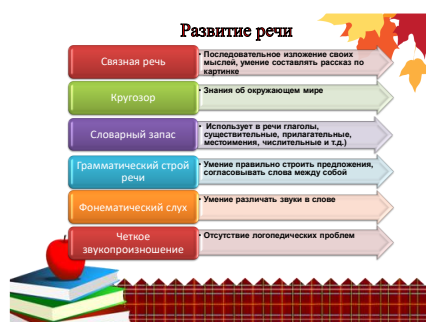 Развитие речи
Связная речь
• Последовательное изложение своих
мыслей, умение составлять рассказ по
картинке
Кругозор
• Знания об окружающем мире
Словарный запас
• Использует в речи глаголы,
существительные, прилагательные,
местоимения, числительные и т.д.)
Грамматический строй
речи
• Умение правильно строить предложения,
согласовывать слова между собой
Фонематический слух
• Умение различать звуки в слове
Четкое
звукопроизношение
• Отсутствие логопедических проблем